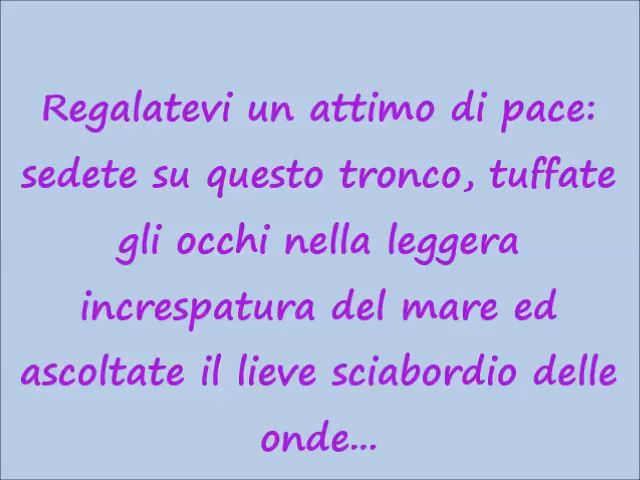 Regalatevi un attimo di pace:
sedete su questo tronco, tuffate
gli occhi nella leggera
increspatura del mare ed
ascoltate il lieve sciabordio delle
onde...